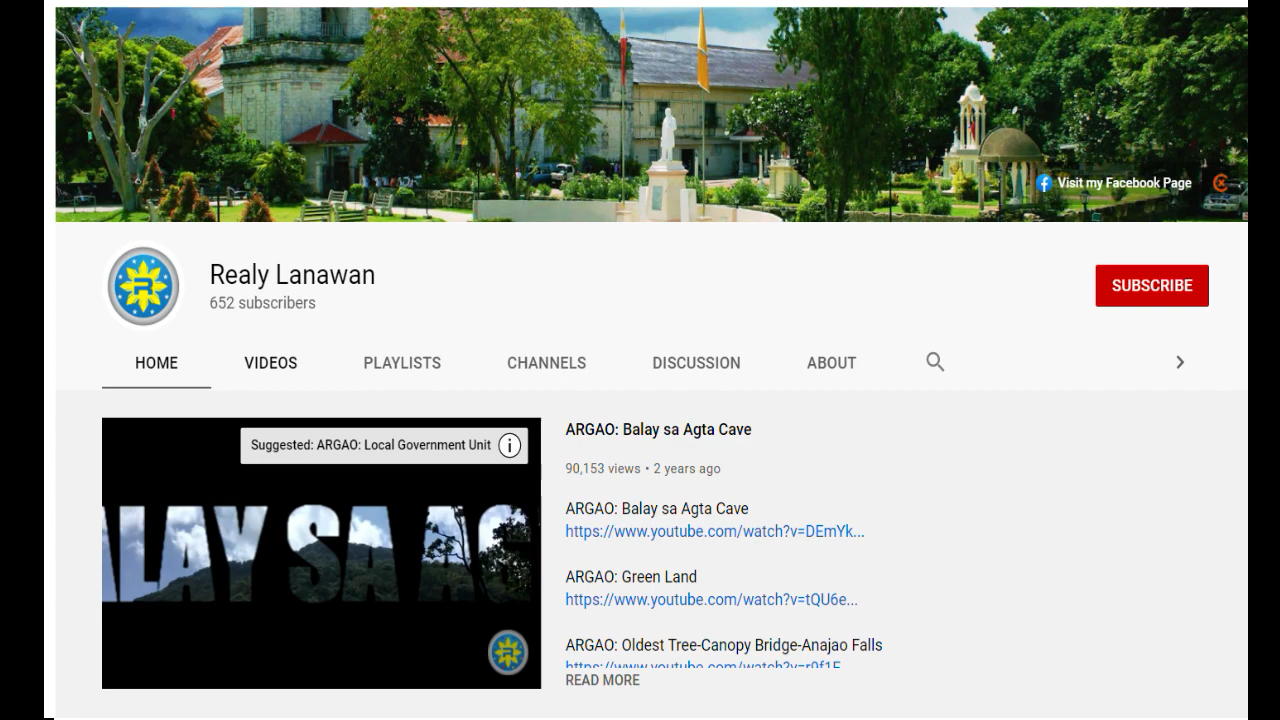 Visit my Facebook Page
Realy Lanawan
652 subscribers
SUBSCRIBE
HOME VIDEOS PLAYLISTS CHANNELS DISCUSSION ABOUT
Suggested: ARGAO: Local Government Unit
ALAY SA AG
ARGAO: Balay sa Agta Cave
90,153 views • 2 years ago
ARGAO: Balay sa Agta Cave
https://www.youtube.com/watch?v=DEmYk...
ARGAO: Green Land
https://www.youtube.com/watch?v=tQU6e...
ARGAO: Oldest Tree-Canopy Bridge-Anajao Falls
READ MORE